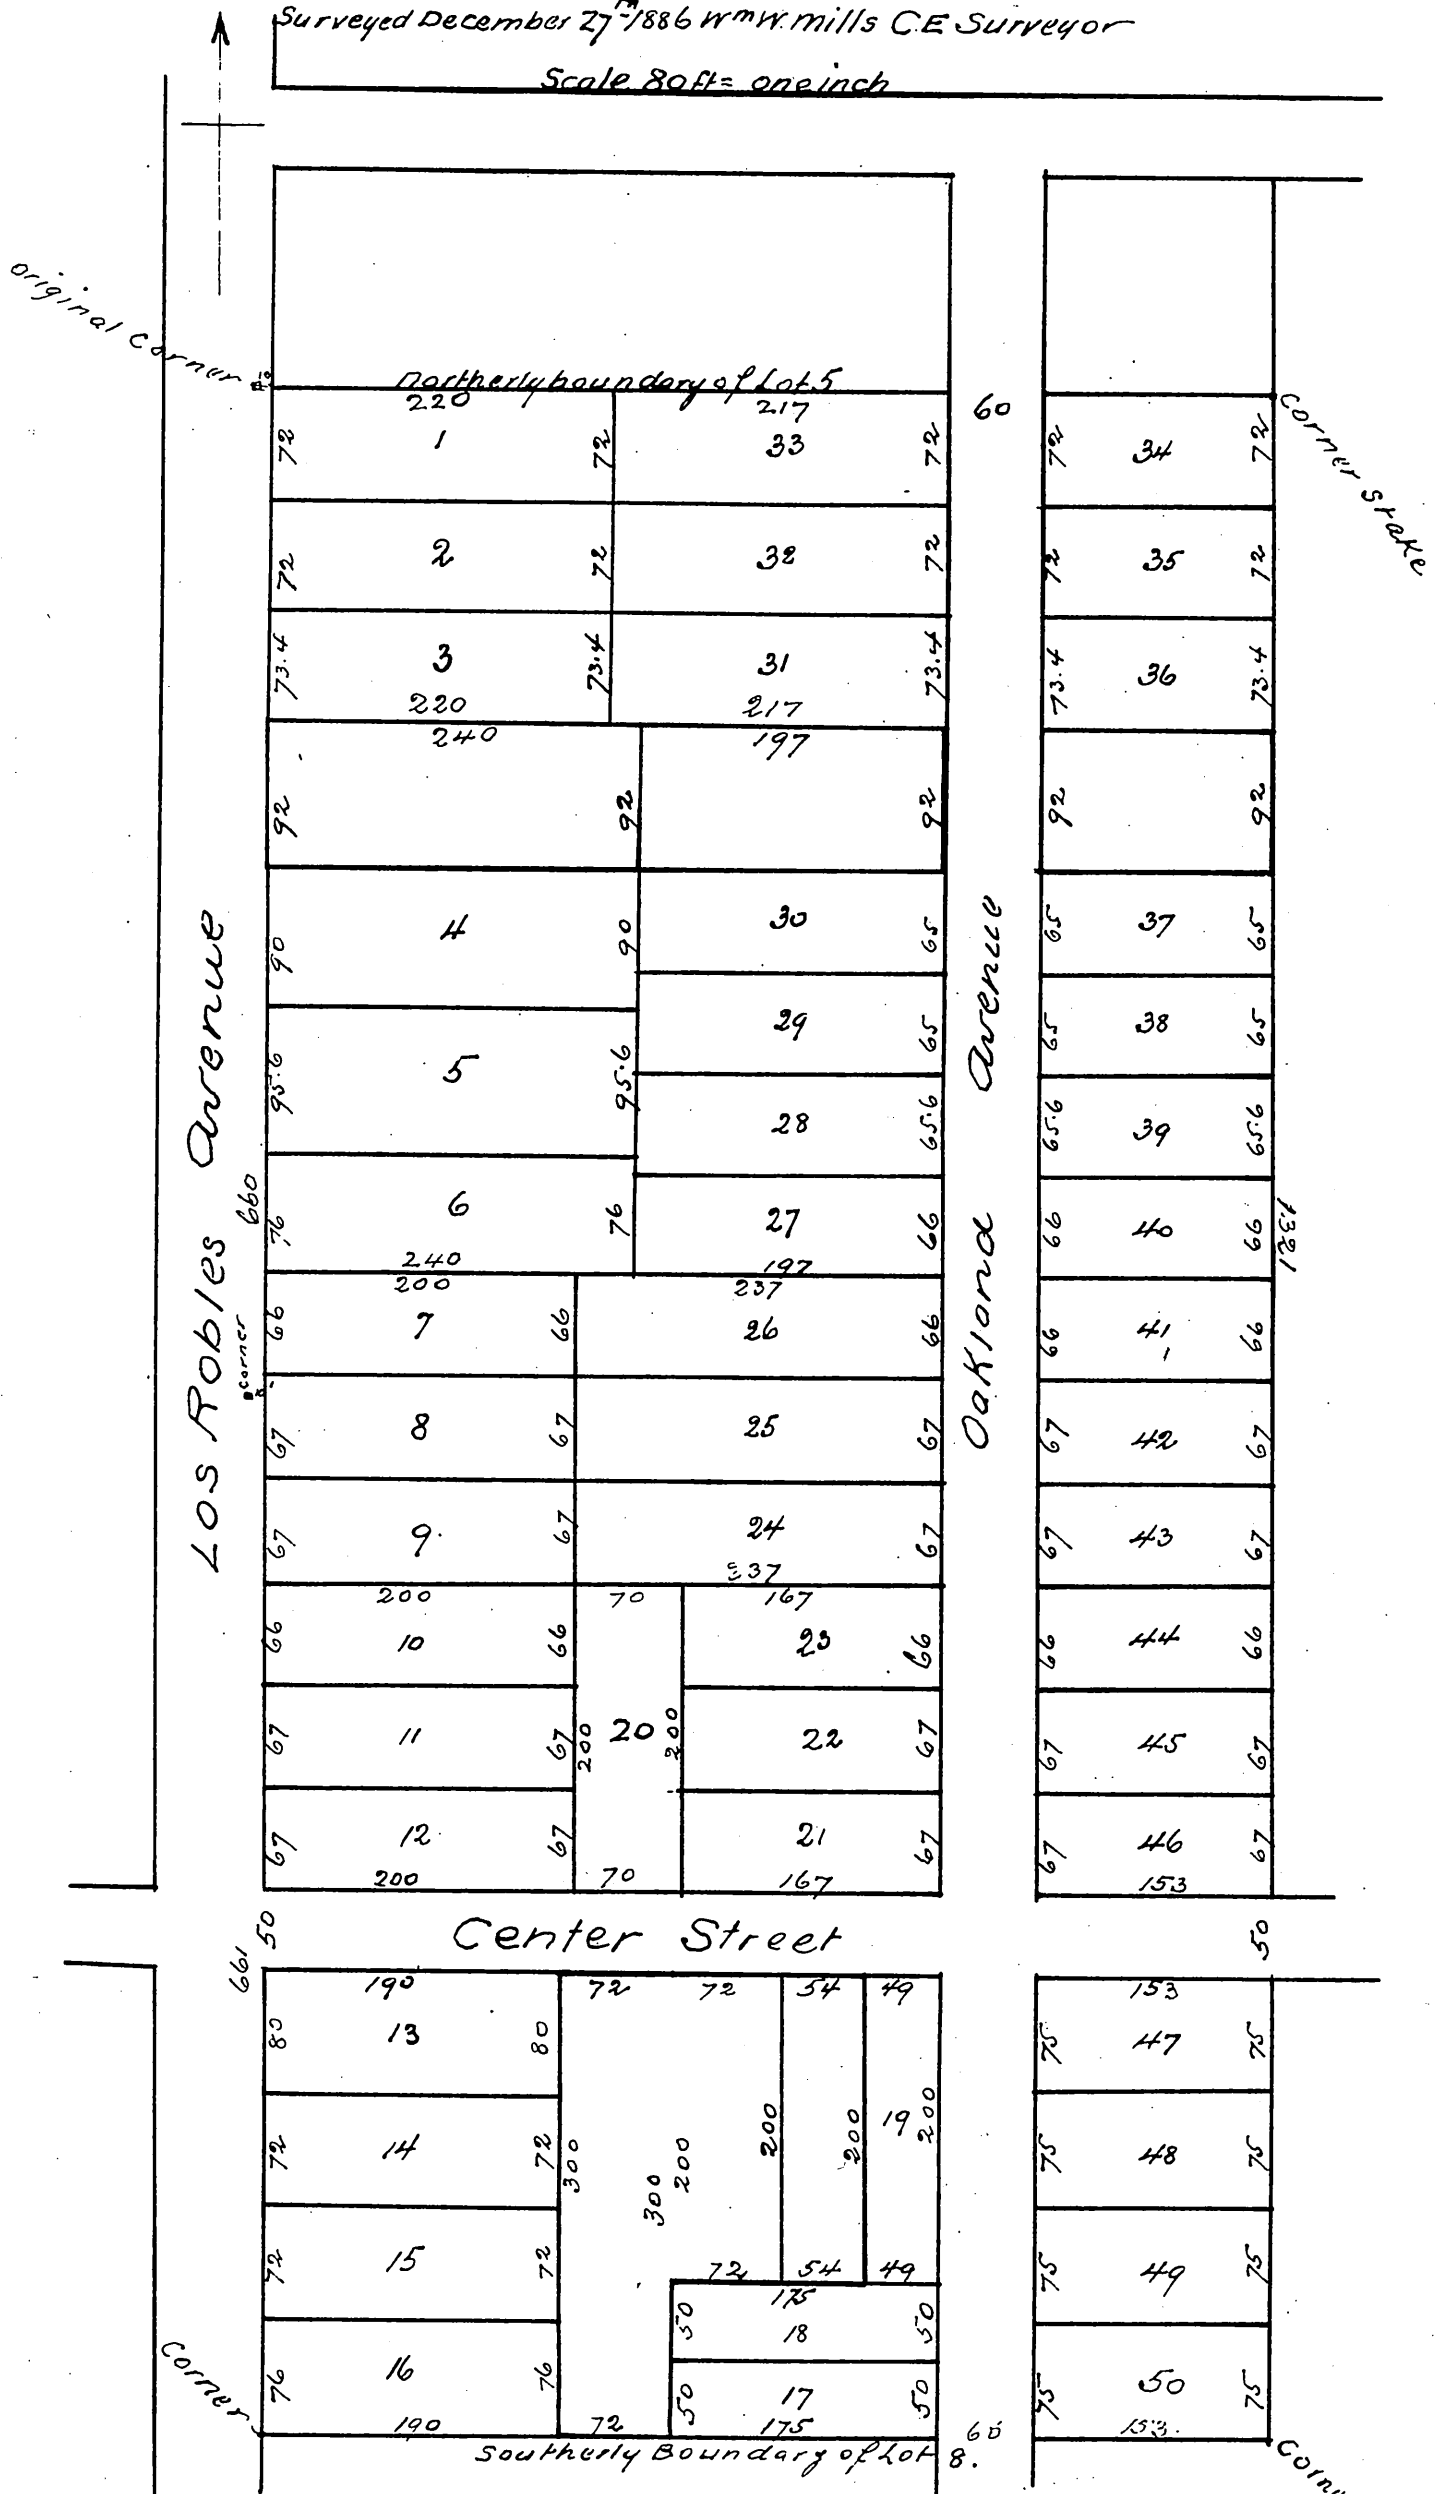 Surveyed December 27th 1886 Wm W. Mills C.E Surveyor
Scale 80ft = one inch
original Corner
northerly boundary of Lot 5
220 217 60
72 1 72 33 72 72 34 72
Corner Stake
72 2 72 32 72 72 35 72
73.4 3 73.4 31 73.4 73.4 36 73.4
220 217
240 197
92 92 92 92 92
90 4 90 30 65 65 37 65
29 65 65 38 65
95.6 5 95.6
28 65.6 65.6 39 65.6
76 6 76 27 66 66 40 66
240 197
660
1321
Los Robles Avenue
Oakland Avenue
200 237
66 7 66 26 66 66 41 66
corner
67 8 67 25 67 67 42 67
67 9. 67 24 67 67 43 67
237
200 70 167
66 10 66 23 66 66 44 66
67 11 67 200 20 200 22 67 67 45 67
67 12 67 21 67 67 46 67
200 70 167 153
50 Center Street 50
661
190 72 72 54 49 153
80 13 80 75 47 75
72 14 72 300 300 200 200 200 19 200 75 48 75
72 15 72 75 49 75
72 54 49
175
50 18 50
76 16 76 50 17 50 75 50 75
190 72 175 60 153.
Corner
Southerly Boundary of Lot 8.